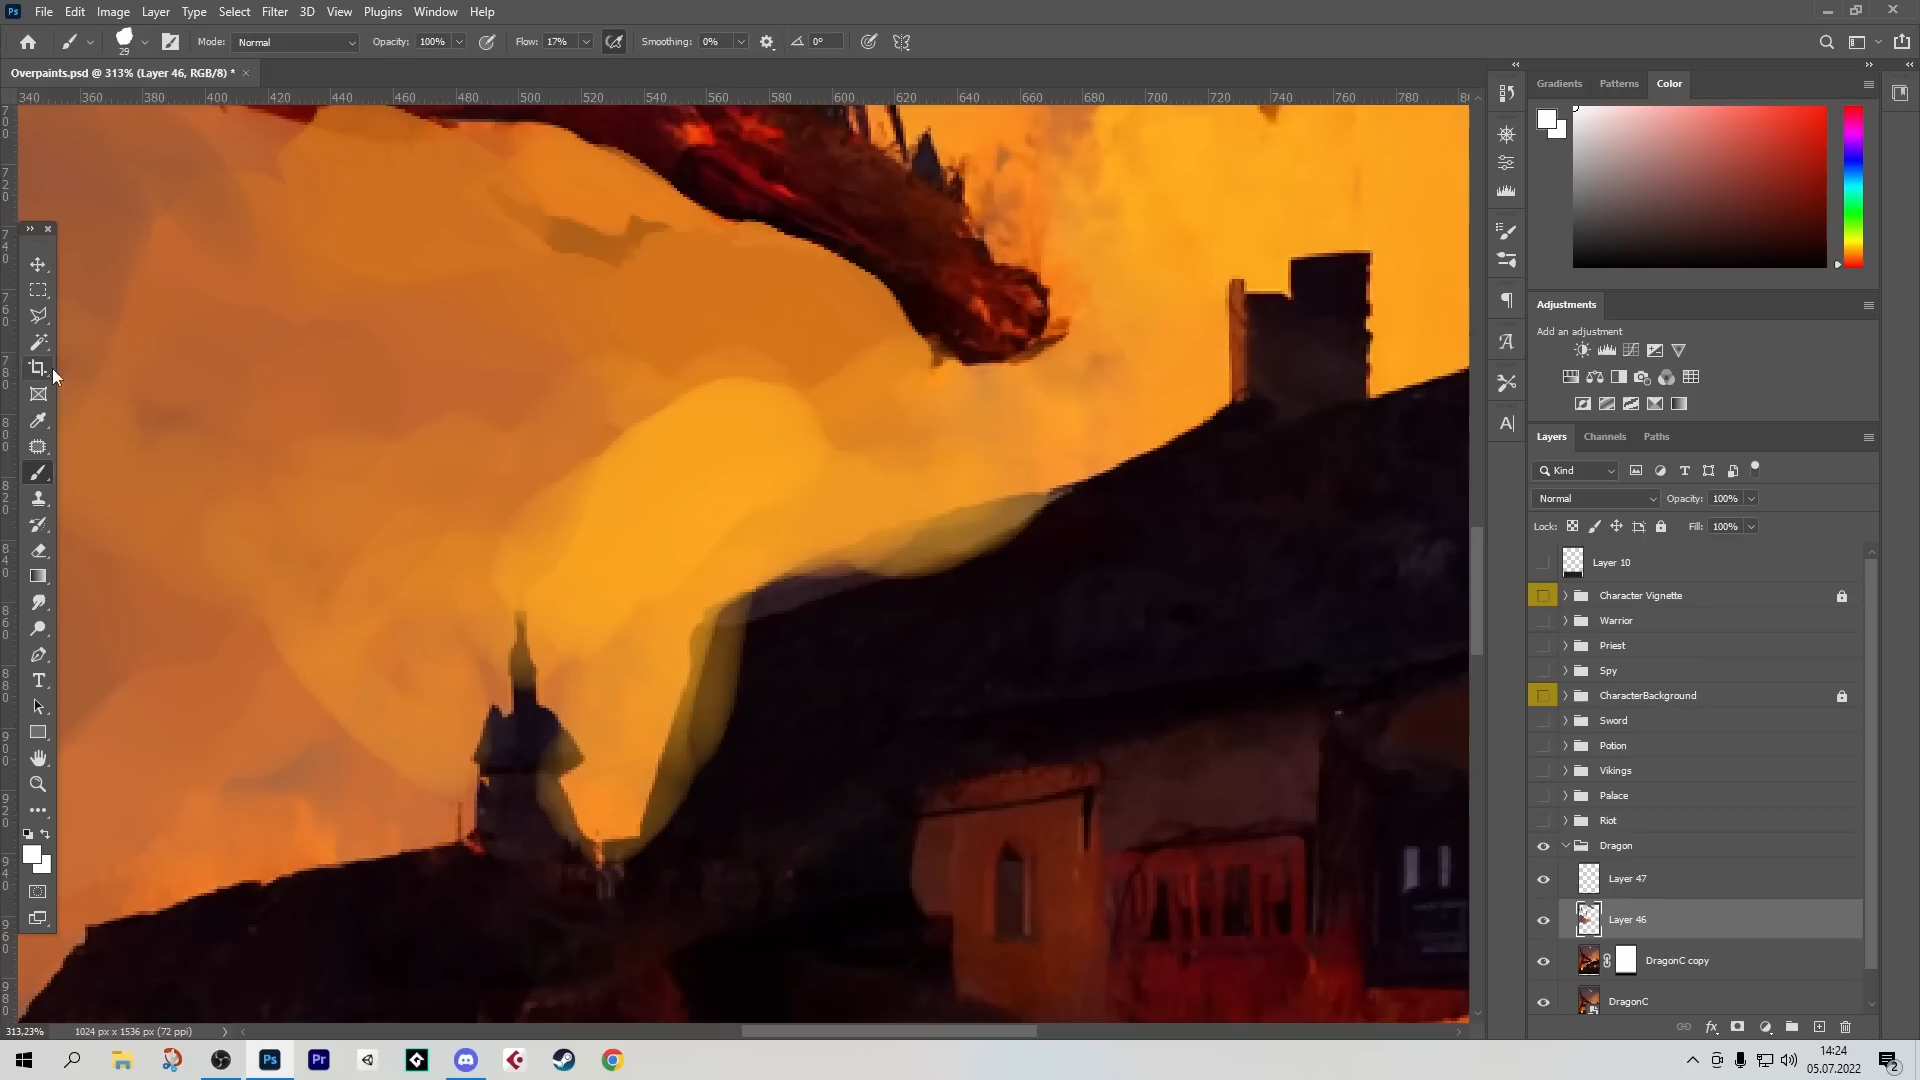 Ps File Edit Image Layer Type Select Filter 3D View Plugins Window Help
29 Mode: Normal Opacity: 100% Flow: 17% Smoothing: 0% 0°
Overpaints.psd @ 313% (Layer 46, RGB/8) *
340 360 380 400 420 440 460 480 500 520 540 560 580 600 620 640 660 680 700 720 740 760 780
Gradients Patterns Color
Adjustments
Add an adjustment
Layers Channels Paths
Kind
Normal Opacity: 100%
Lock: Fill: 100%
Layer 10
Character Vignette
Warrior
Priest
Spy
CharacterBackground
Sword
Potion
Vikings
Palace
Riot
Dragon
Layer 47
Layer 46
DragonC copy
DragonC
313,23% 1024 px x 1536 px (72 ppi)
Ps Pr
14:24
05.07.2022
2